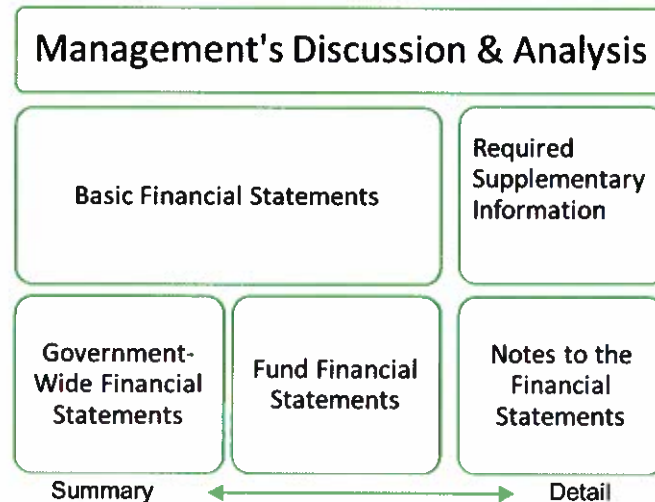 Management's Discussion & Analysis
Basic Financial Statements
Required
Supplementary
Information
Government-
Wide Financial
Statements
Fund Financial
Statements
Notes to the
Financial
Statements
Summary
Detail